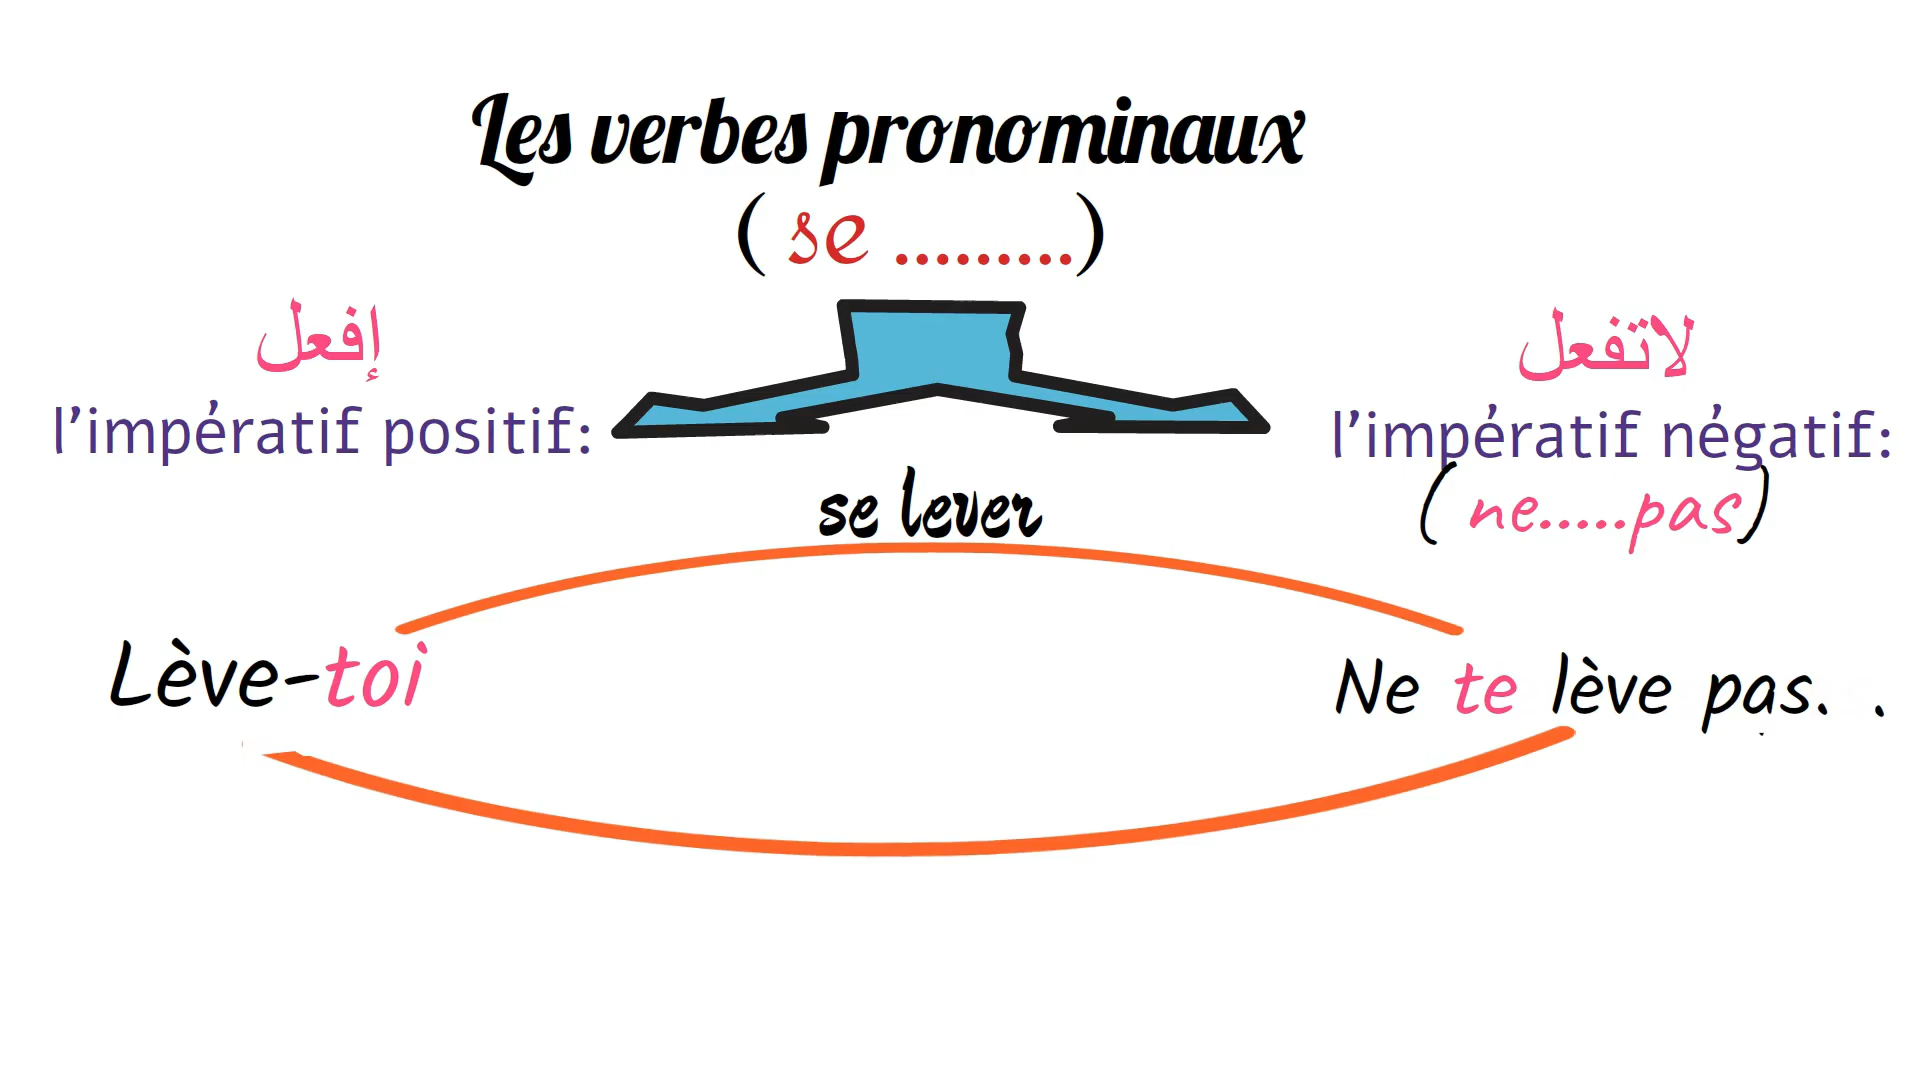 Les verbes pronominaux
( se .........)
إفعل
l'impératif positif:
لاتفعل
l'impératif négatif:
( ne.....pas)
se lever
Lève-toi
Ne te lève pas. .